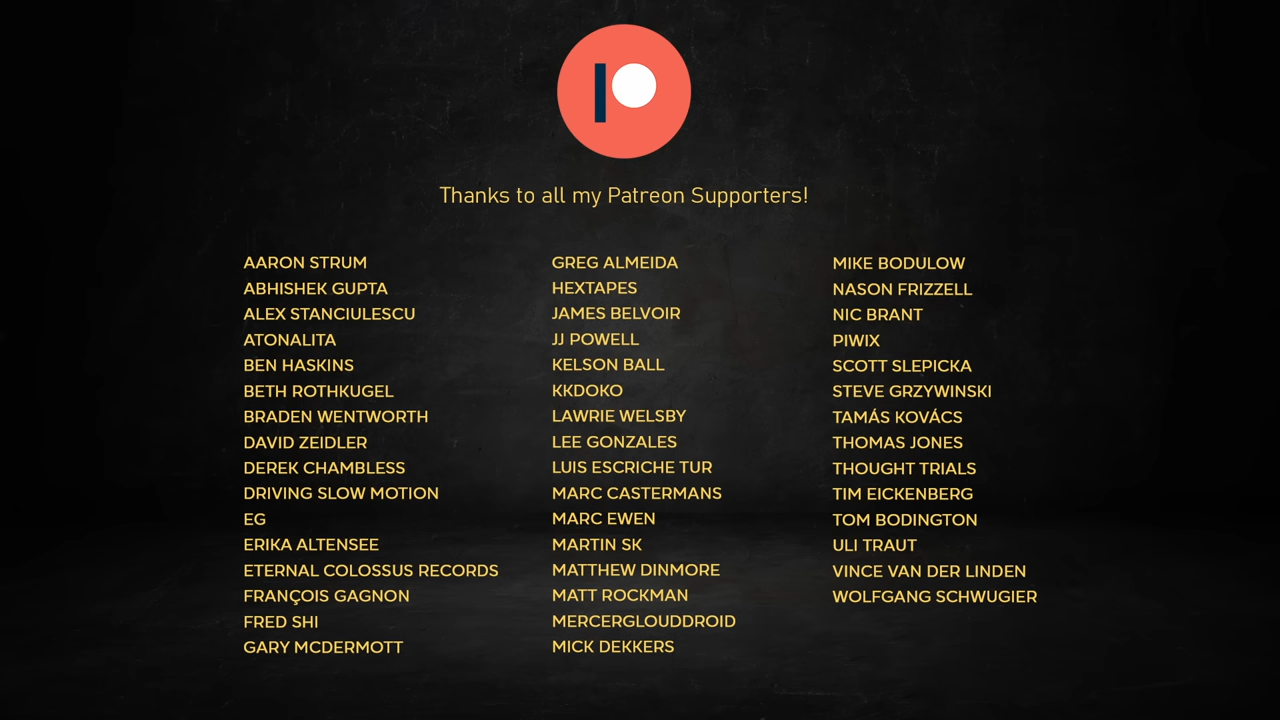 Thanks to all my Patreon Supporters!
AARON STRUM
ABHISHEK GUPTA
ALEX STANCIULESCU
ATONALITA
BEN HASKINS
BETH ROTHKUGEL
BRADEN WENTWORTH
DAVID ZEIDLER
DEREK CHAMBLESS
DRIVING SLOW MOTION
EG
ERIKA ALTENSEE
ETERNAL COLOSSUS RECORDS
FRANÇOIS GAGNON
FRED SHI
GARY MCDERMOTT
GREG ALMEIDA
HEXTAPES
JAMES BELVOIR
JJ POWELL
KELSON BALL
KKDOKO
LAWRIE WELSBY
LEE GONZALES
LUIS ESCRICHE TUR
MARC CASTERMANS
MARC EWEN
MARTIN SK
MATTHEW DINMORE
MATT ROCKMAN
MERCERGLOUDDROID
MICK DEKKERS
MIKE BODULOW
NASON FRIZZELL
NIC BRANT
PIWIX
SCOTT SLEPICKA
STEVE GRZYWINSKI
TAMÁS KOVÁCS
THOMAS JONES
THOUGHT TRIALS
TIM EICKENBERG
TOM BODINGTON
ULI TRAUT
VINCE VAN DER LINDEN
WOLFGANG SCHWUGIER